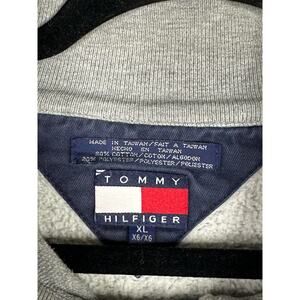 MADE IN TAIWAN/FAIT A TAIWAN
HECHO EN TAIWAN
80% COTTON/COTON/ALGODON
20% POLYESTER/POLYESTER/POLIESTER
TOMMY
HILFIGER
XL
XG/XG